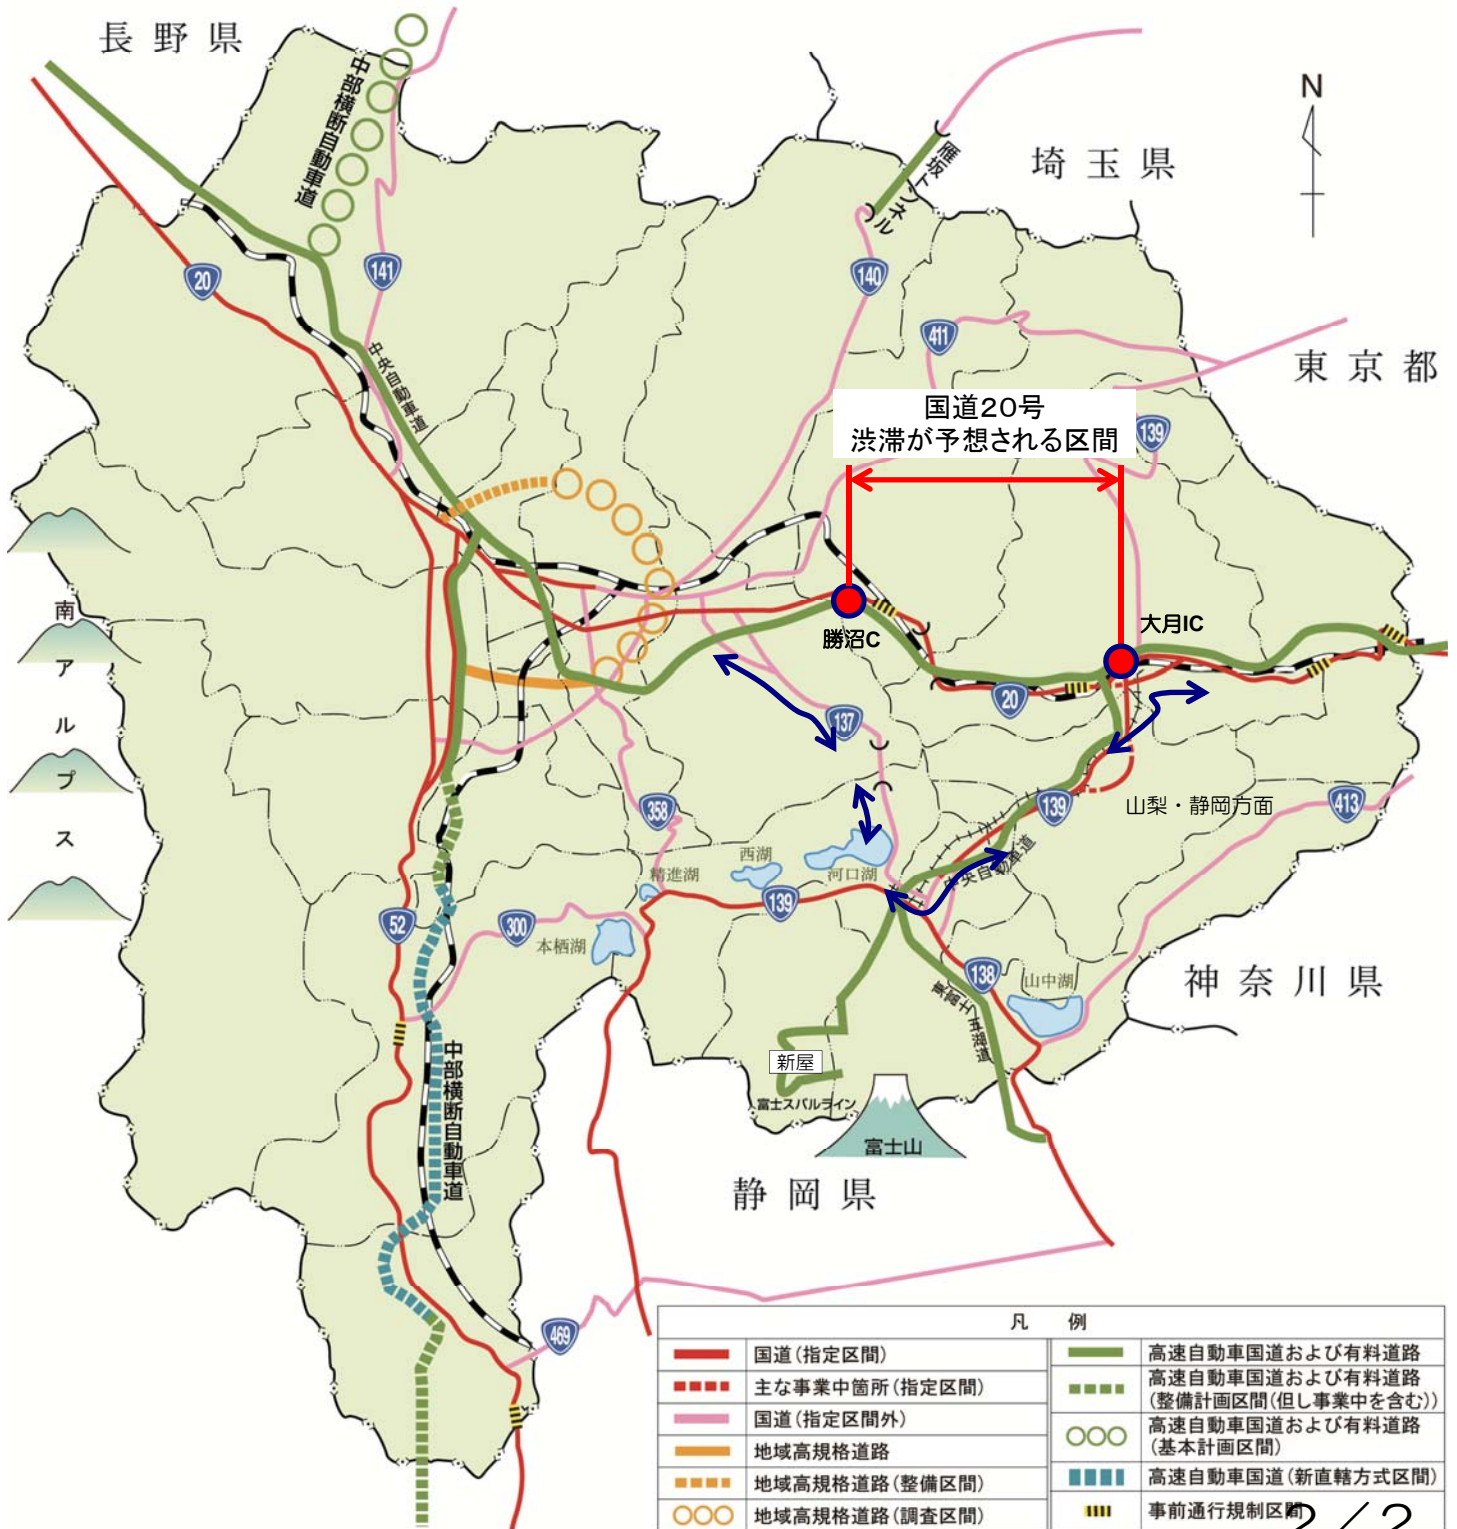 長野県
中部横断自動車道
N
埼玉県
雁坂トンネル
20
141
140
411
東京都
中央自動車道
国道20号
渋滞が予想される区間
139
南アルプス
勝沼C
大月IC
20
137
139
山梨・静岡方面
413
358
西湖
精進湖
河口湖
中央自動車道
139
52
300
本栖湖
138
山中湖
神奈川県
東富士五湖道
中部横断自動車道
新屋
富士スバルライン
富士山
静岡県
469
凡例
国道(指定区間)
主な事業中箇所(指定区間)
国道(指定区間外)
地域高規格道路
地域高規格道路(整備区間)
地域高規格道路(調査区間)
高速自動車国道および有料道路
高速自動車国道および有料道路
(整備計画区間(但し事業中を含む))
高速自動車国道および有料道路
(基本計画区間)
高速自動車国道(新直轄方式区間)
事前通行規制区間
2/2